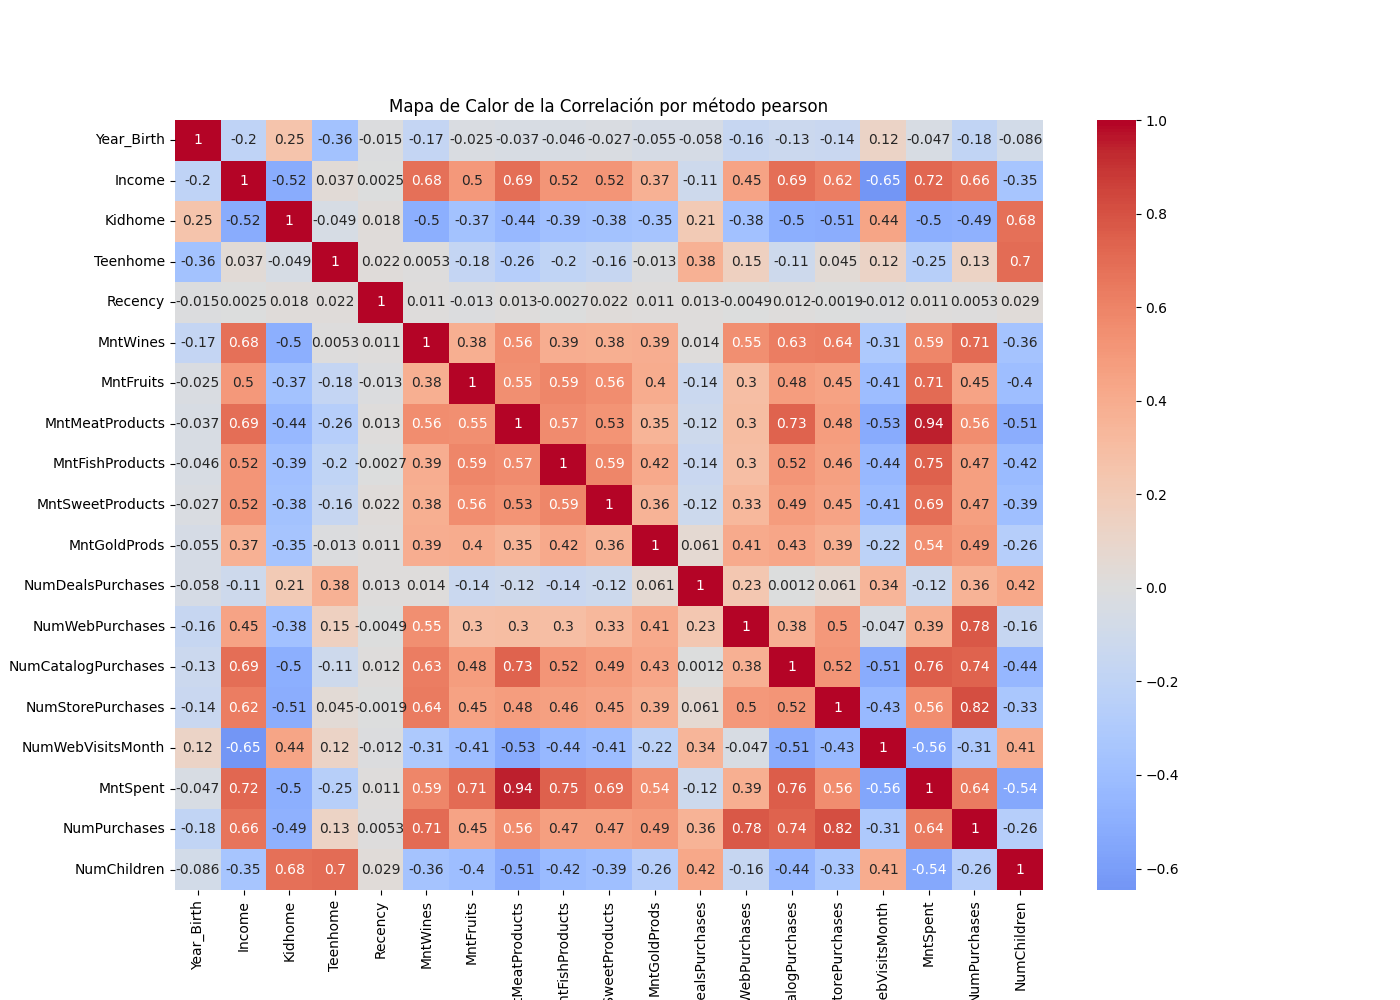 Mapa de Calor de la Correlación por método pearson
Year_Birth 1 -0.2 0.25 -0.36 -0.015 -0.17 -0.025 -0.037 -0.046 -0.027 -0.055 -0.058 -0.16 -0.13 -0.14 0.12 -0.047 -0.18 -0.086
Income -0.2 1 -0.52 0.037 0.0025 0.68 0.5 0.69 0.52 0.52 0.37 -0.11 0.45 0.69 0.62 -0.65 0.72 0.66 -0.35
Kidhome 0.25 -0.52 1 -0.049 0.018 -0.5 -0.37 -0.44 -0.39 -0.38 -0.35 0.21 -0.38 -0.5 -0.51 0.44 -0.5 -0.49 0.68
Teenhome -0.36 0.037 -0.049 1 0.022 0.0053 -0.18 -0.26 -0.2 -0.16 -0.013 0.38 0.15 -0.11 0.045 0.12 -0.25 0.13 0.7
Recency -0.015 0.0025 0.018 0.022 1 0.011 -0.013 0.013 -0.0027 0.022 0.011 0.013 -0.0049 0.012 -0.0019 -0.012 0.011 0.0053 0.029
MntWines -0.17 0.68 -0.5 0.0053 0.011 1 0.38 0.56 0.39 0.38 0.39 0.014 0.55 0.63 0.64 -0.31 0.59 0.71 -0.36
MntFruits -0.025 0.5 -0.37 -0.18 -0.013 0.38 1 0.55 0.59 0.56 0.4 -0.14 0.3 0.48 0.45 -0.41 0.71 0.45 -0.4
MntMeatProducts -0.037 0.69 -0.44 -0.26 0.013 0.56 0.55 1 0.57 0.53 0.35 -0.12 0.3 0.73 0.48 -0.53 0.94 0.56 -0.51
MntFishProducts -0.046 0.52 -0.39 -0.2 -0.0027 0.39 0.59 0.57 1 0.59 0.42 -0.14 0.3 0.52 0.46 -0.44 0.75 0.47 -0.42
MntSweetProducts -0.027 0.52 -0.38 -0.16 0.022 0.38 0.56 0.53 0.59 1 0.36 -0.12 0.33 0.49 0.45 -0.41 0.69 0.47 -0.39
MntGoldProds -0.055 0.37 -0.35 -0.013 0.011 0.39 0.4 0.35 0.42 0.36 1 0.061 0.41 0.43 0.39 -0.22 0.54 0.49 -0.26
NumDealsPurchases -0.058 -0.11 0.21 0.38 0.013 0.014 -0.14 -0.12 -0.14 -0.12 0.061 1 0.23 0.0012 0.061 0.34 -0.12 0.36 0.42
NumWebPurchases -0.16 0.45 -0.38 0.15 -0.0049 0.55 0.3 0.3 0.3 0.33 0.41 0.23 1 0.38 0.5 -0.047 0.39 0.78 -0.16
NumCatalogPurchases -0.13 0.69 -0.5 -0.11 0.012 0.63 0.48 0.73 0.52 0.49 0.43 0.0012 0.38 1 0.52 -0.51 0.76 0.74 -0.44
NumStorePurchases -0.14 0.62 -0.51 0.045 -0.0019 0.64 0.45 0.48 0.46 0.45 0.39 0.061 0.5 0.52 1 -0.43 0.56 0.82 -0.33
NumWebVisitsMonth 0.12 -0.65 0.44 0.12 -0.012 -0.31 -0.41 -0.53 -0.44 -0.41 -0.22 0.34 -0.047 -0.51 -0.43 1 -0.56 -0.31 0.41
MntSpent -0.047 0.72 -0.5 -0.25 0.011 0.59 0.71 0.94 0.75 0.69 0.54 -0.12 0.39 0.76 0.56 -0.56 1 0.64 -0.54
NumPurchases -0.18 0.66 -0.49 0.13 0.0053 0.71 0.45 0.56 0.47 0.47 0.49 0.36 0.78 0.74 0.82 -0.31 0.64 1 -0.26
NumChildren -0.086 -0.35 0.68 0.7 0.029 -0.36 -0.4 -0.51 -0.42 -0.39 -0.26 0.42 -0.16 -0.44 -0.33 0.41 -0.54 -0.26 1
Year_Birth
Income
Kidhome
Teenhome
Recency
MntWines
MntFruits
tMeatProducts
ntFishProducts
SweetProducts
MntGoldProds
ealsPurchases
WebPurchases
alogPurchases
torePurchases
ebVisitsMonth
MntSpent
NumPurchases
NumChildren
1.0
0.8
0.6
0.4
0.2
0.0
−0.2
−0.4
−0.6